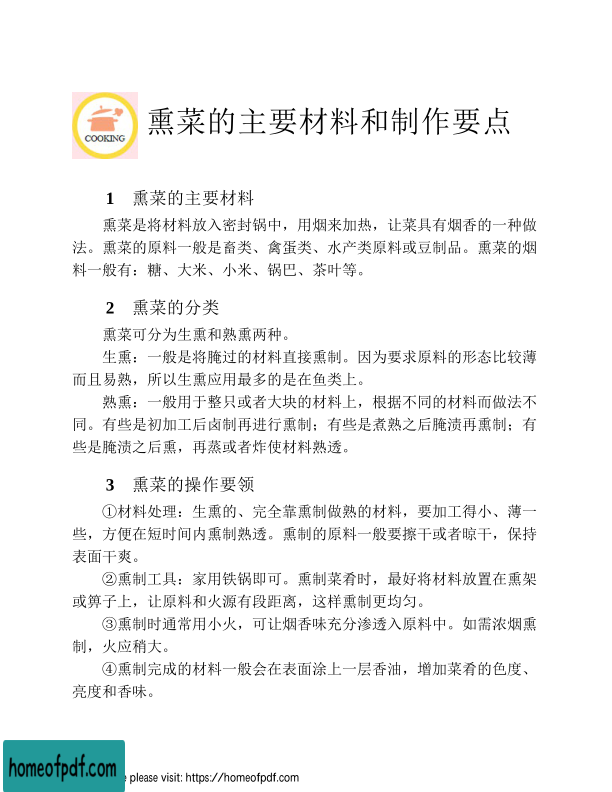 COOKING
熏菜的主要材料和制作要点
1 熏菜的主要材料
熏菜是将材料放入密封锅中，用烟来加热，让菜具有烟香的一种做
法。熏菜的原料一般是畜类、禽蛋类、水产类原料或豆制品。熏菜的烟
料一般有：糖、大米、小米、锅巴、茶叶等。
2 熏菜的分类
熏菜可分为生熏和熟熏两种。
生熏：一般是将腌过的材料直接熏制。因为要求原料的形态比较薄
而且易熟，所以生熏应用最多的是在鱼类上。
熟熏：一般用于整只或者大块的材料上，根据不同的材料而做法不
同。有些是初加工后卤制再进行熏制；有些是煮熟之后腌渍再熏制；有
些是腌渍之后熏，再蒸或者炸使材料熟透。
3 熏菜的操作要领
①材料处理：生熏的、完全靠熏制做熟的材料，要加工得小、薄一
些，方便在短时间内熏制熟透。熏制的原料一般要擦干或者晾干，保持
表面干爽。
②熏制工具：家用铁锅即可。熏制菜肴时，最好将材料放置在熏架
或箅子上，让原料和火源有段距离，这样熏制更均匀。
③熏制时通常用小火，可让烟香味充分渗透入原料中。如需浓烟熏
制，火应稍大。
④熏制完成的材料一般会在表面涂上一层香油，增加菜肴的色度、
亮度和香味。
homeofpdf.com
please visit: https://homeofpdf.com